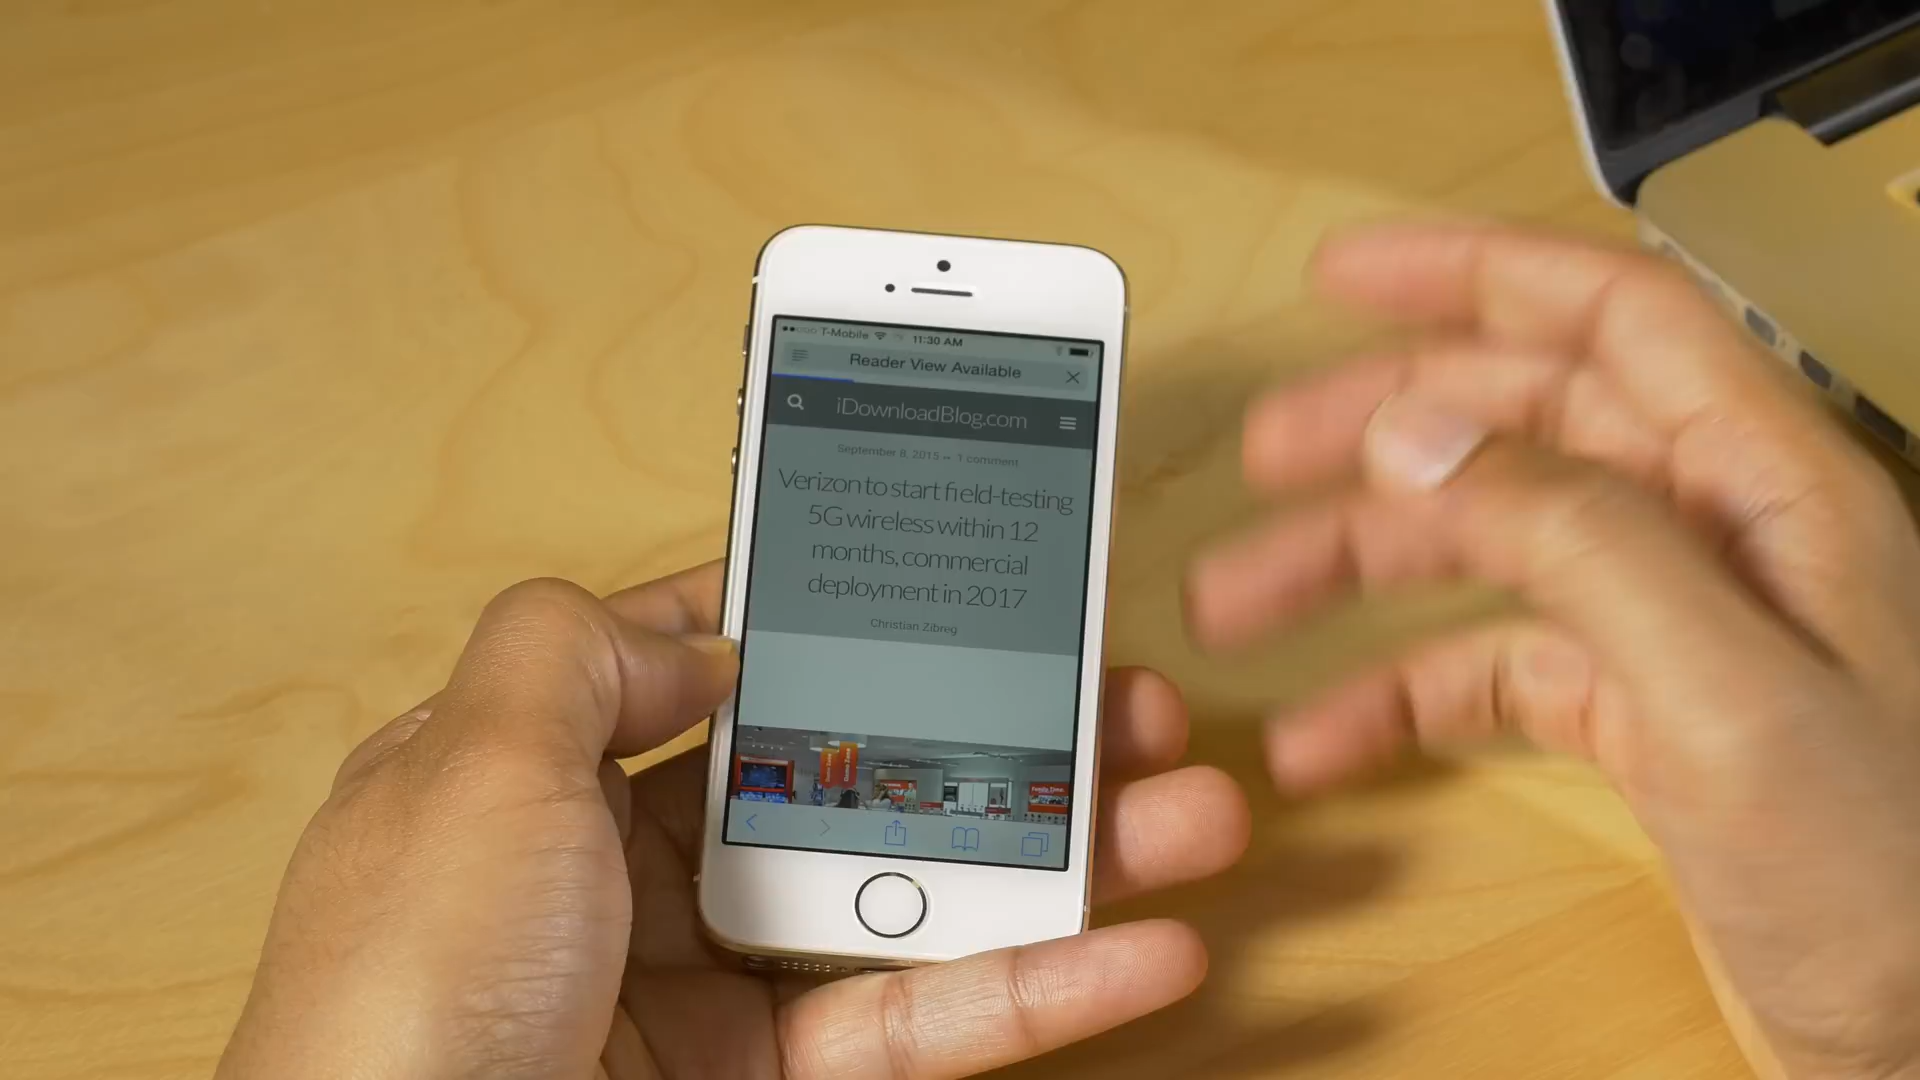 T-Mobile 11:30 AM
Reader View Available
iDownloadBlog.com
September 8, 2015 — 1 comment
Verizon to start field-testing
5G wireless within 12
months, commercial
deployment in 2017
Christian Zibreg